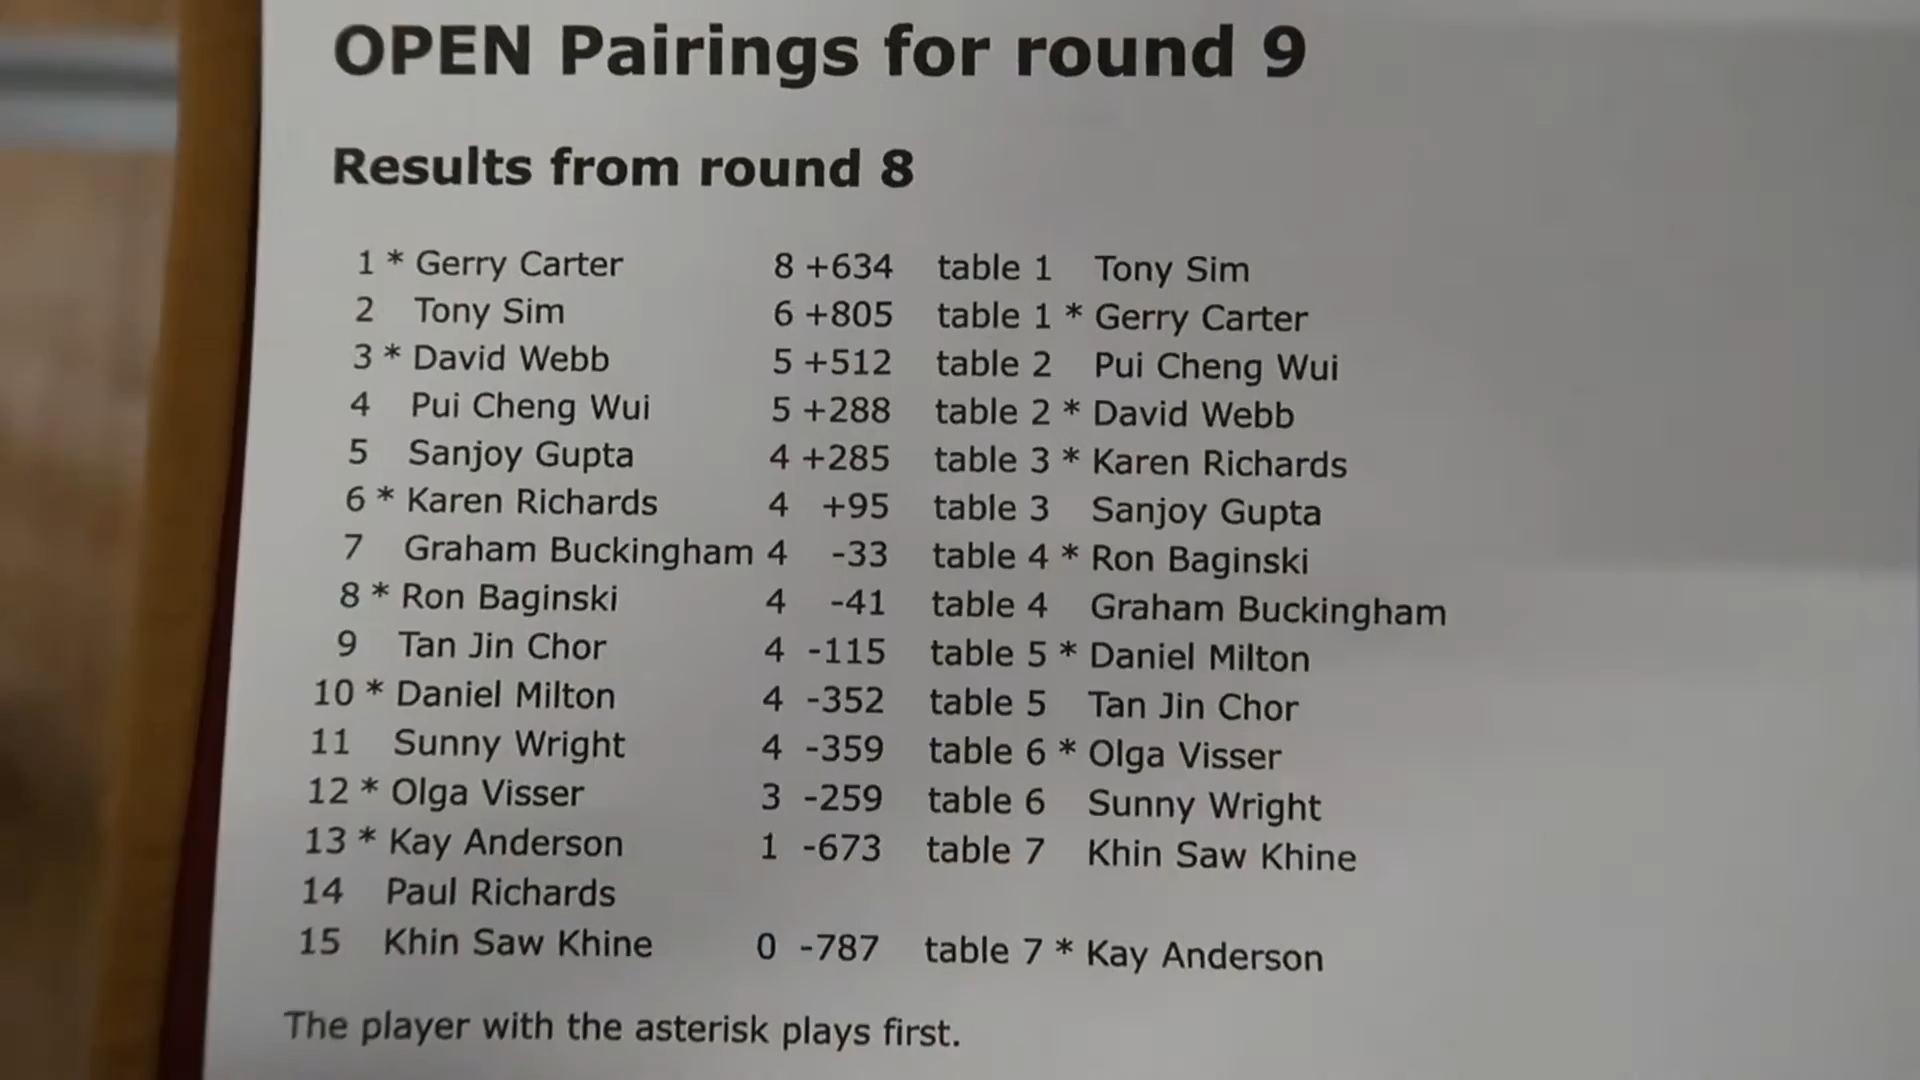 OPEN Pairings for round 9
Results from round 8
1 * Gerry Carter 8 +634 table 1 Tony Sim
2 Tony Sim 6 +805 table 1 * Gerry Carter
3 * David Webb 5 +512 table 2 Pui Cheng Wui
4 Pui Cheng Wui 5 +288 table 2 * David Webb
5 Sanjoy Gupta 4 +285 table 3 * Karen Richards
6 * Karen Richards 4 +95 table 3 Sanjoy Gupta
7 Graham Buckingham 4 -33 table 4 * Ron Baginski
8 * Ron Baginski 4 -41 table 4 Graham Buckingham
9 Tan Jin Chor 4 -115 table 5 * Daniel Milton
10 * Daniel Milton 4 -352 table 5 Tan Jin Chor
11 Sunny Wright 4 -359 table 6 * Olga Visser
12 * Olga Visser 3 -259 table 6 Sunny Wright
13 * Kay Anderson 1 -673 table 7 Khin Saw Khine
14 Paul Richards
15 Khin Saw Khine 0 -787 table 7 * Kay Anderson
The player with the asterisk plays first.